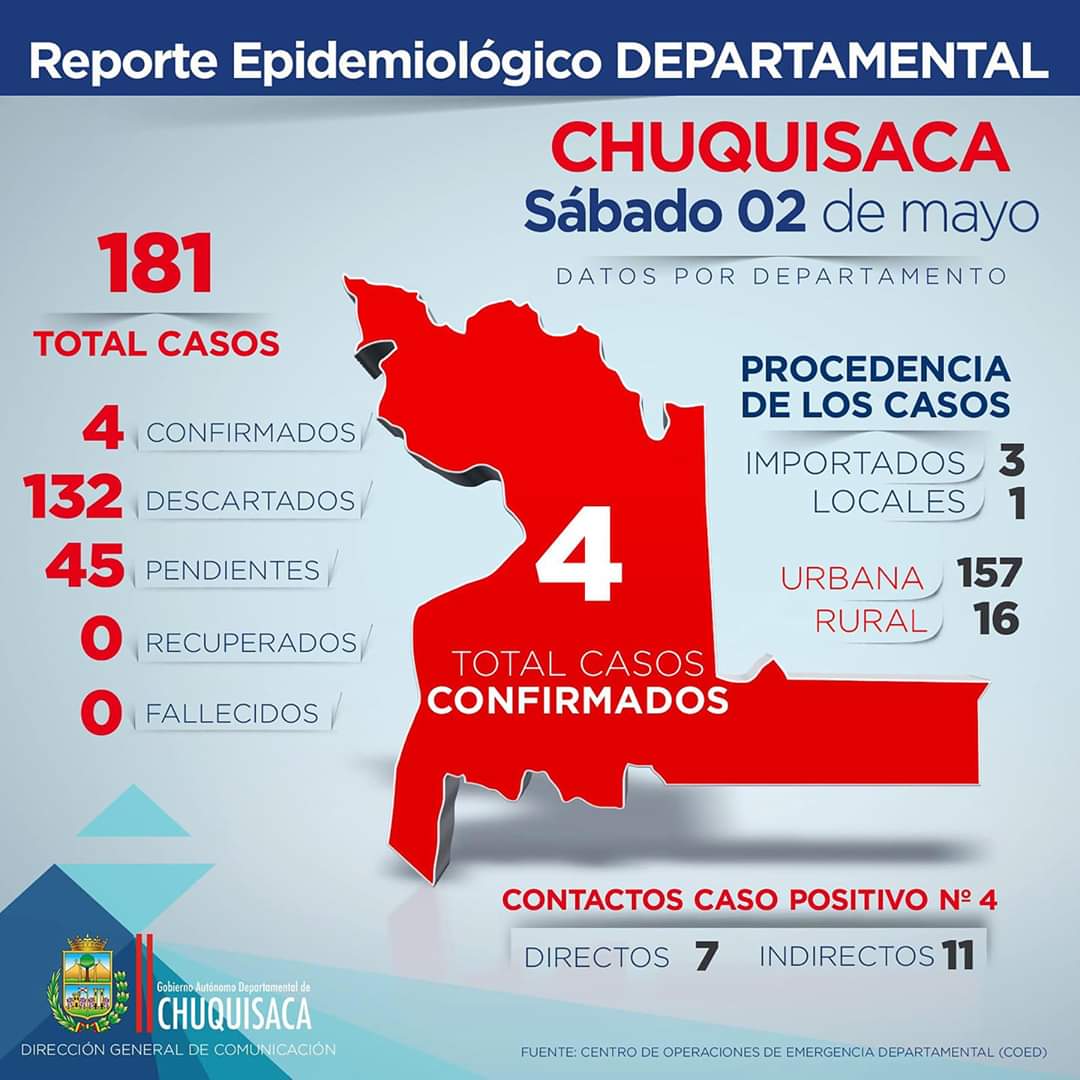 Reporte Epidemiológico DEPARTAMENTAL
CHUQUISACA
Sábado 02 de mayo
DATOS POR DEPARTAMENTO
181
TOTAL CASOS
4 CONFIRMADOS
132 DESCARTADOS
45 PENDIENTES
0 RECUPERADOS
0 FALLECIDOS
4
TOTAL CASOS
CONFIRMADOS
PROCEDENCIA
DE LOS CASOS
IMPORTADOS 3
LOCALES 1
URBANA 157
RURAL 16
CONTACTOS CASO POSITIVO Nº 4
DIRECTOS 7 INDIRECTOS 11
Gobierno Autónomo Departamental de
CHUQUISACA
DIRECCIÓN GENERAL DE COMUNICACIÓN
FUENTE: CENTRO DE OPERACIONES DE EMERGENCIA DEPARTAMENTAL (COED)